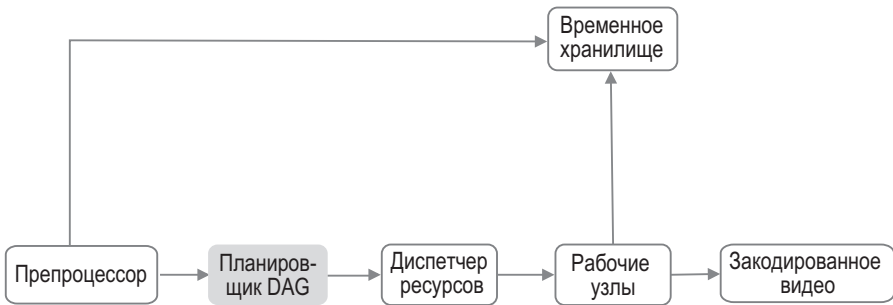 Временное
хранилище
Препроцессор
Планиров-
щик DAG
Диспетчер
ресурсов
Рабочие
узлы
Закодированное
видео